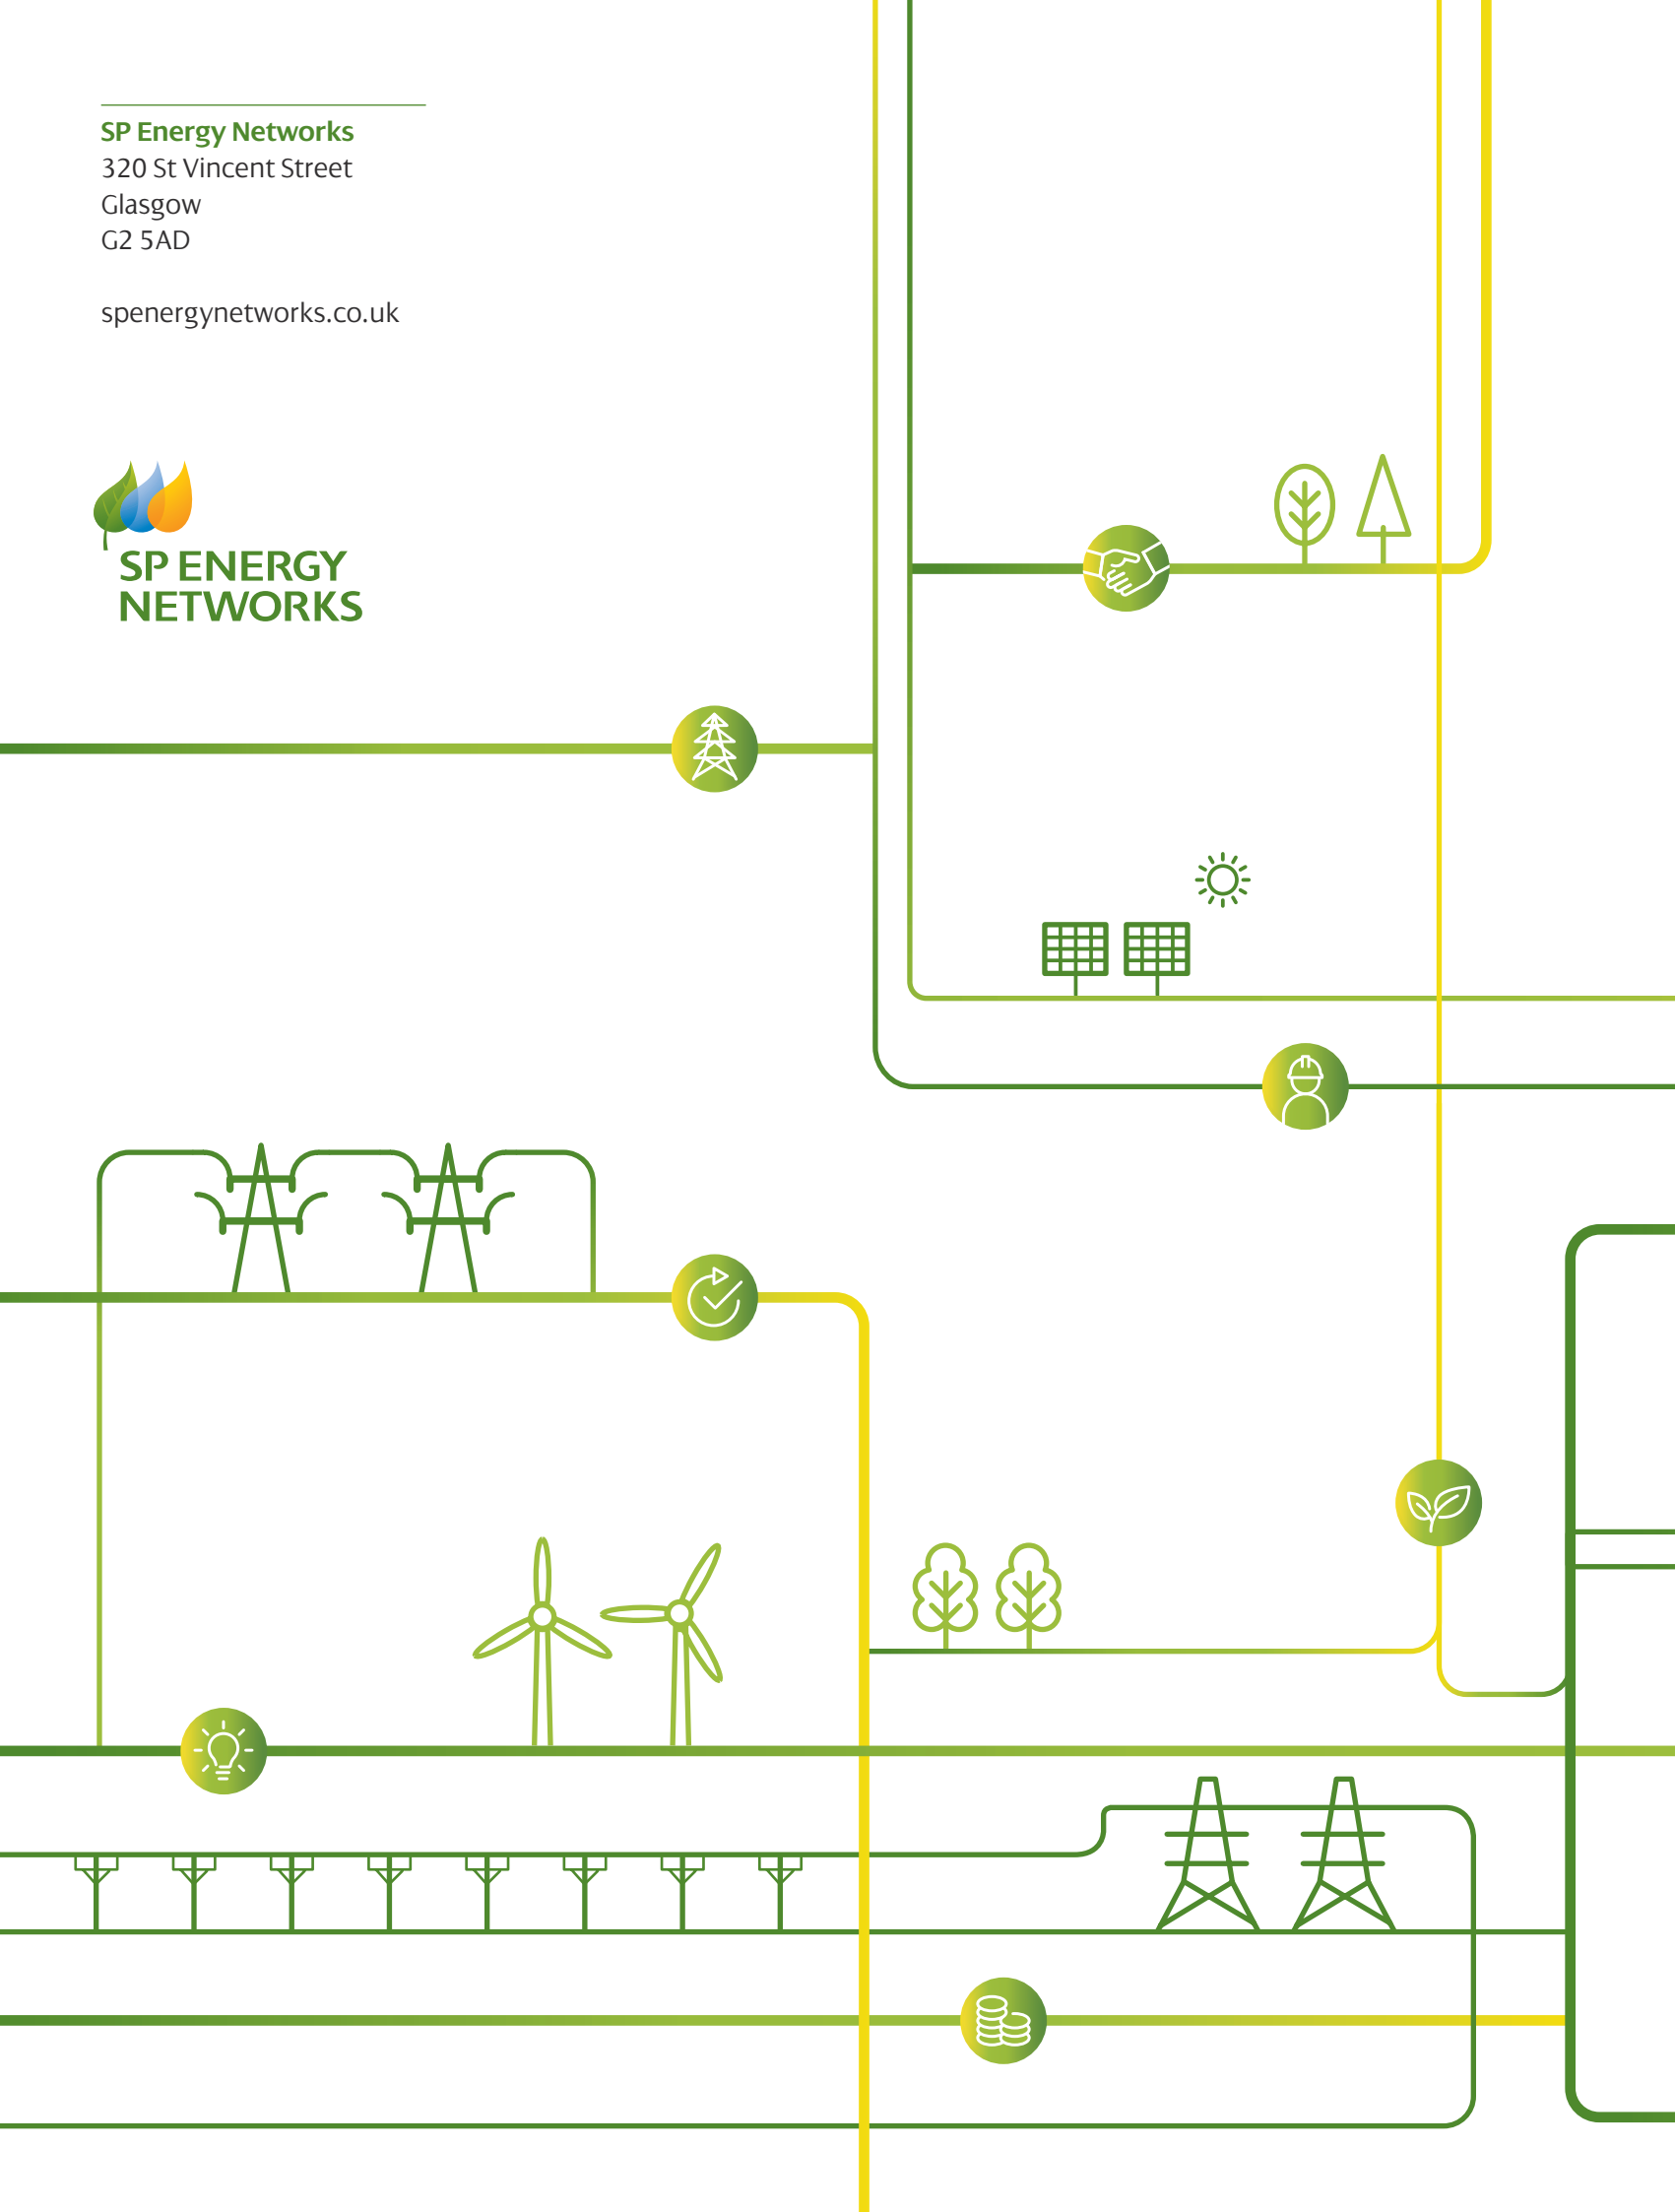 SP Energy Networks
320 St Vincent Street
Glasgow
G2 5AD
spenergynetworks.co.uk
SP ENERGY
NETWORKS